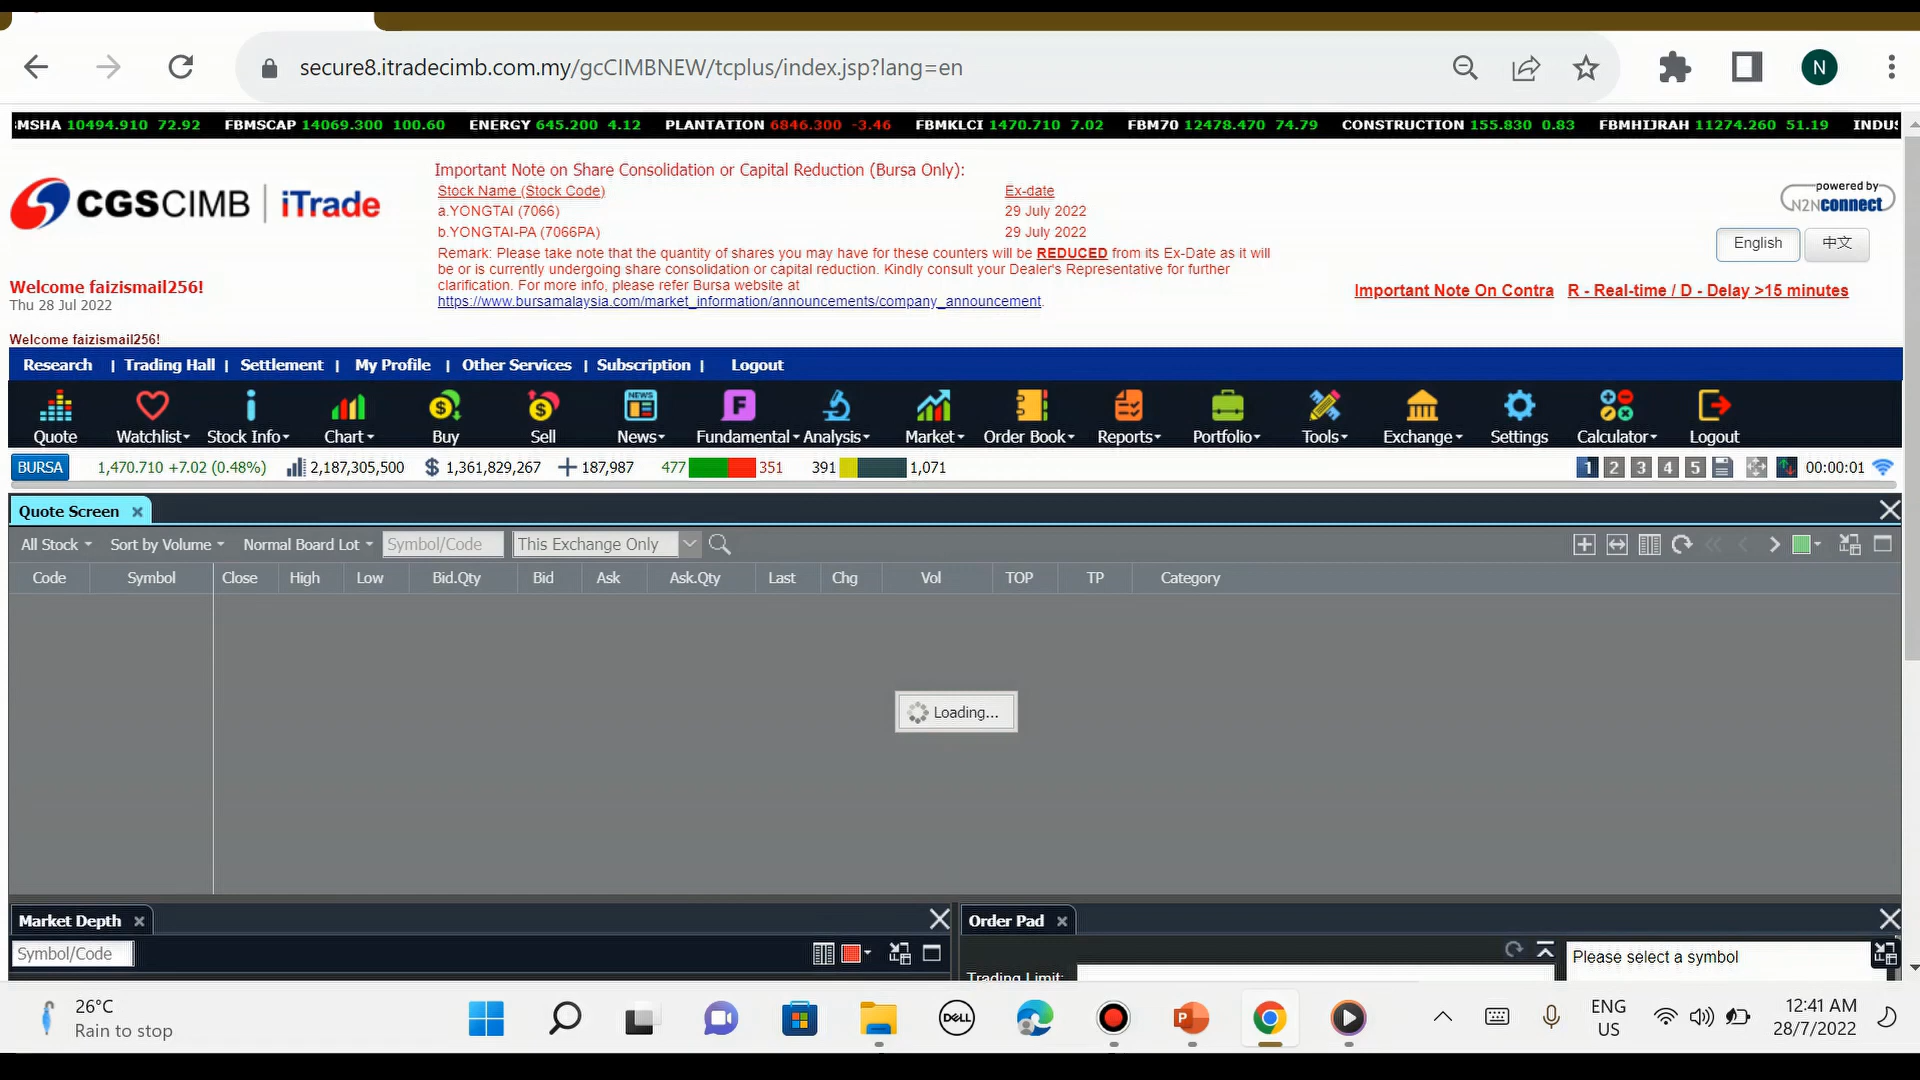 secure8.itradecimb.com.my/gcCIMBNEW/tcplus/index.jsp?lang=en
N
MSHA 10494.910 72.92 FBMSCAP 14069.300 100.60 ENERGY 645.200 4.12 PLANTATION 6846.300 -3.46 FBMKLCI 1470.710 7.02 FBM70 12478.470 74.79 CONSTRUCTION 155.830 0.83 FBMHIJRAH 11274.260 51.19 INDUS
Important Note on Share Consolidation or Capital Reduction (Bursa Only):
Stock Name (Stock Code) Ex-date
a.YONGTAI (7066) 29 July 2022
b.YONGTAI-PA (7066PA) 29 July 2022
Remark: Please take note that the quantity of shares you may have for these counters will be REDUCED from its Ex-Date as it will
be or is currently undergoing share consolidation or capital reduction. Kindly consult your Dealer's Representative for further
clarification. For more info, please refer Bursa website at
https://www.bursamalaysia.com/market_information/announcements/company_announcement.
CGSCIMB | iTrade
powered by
N2Nconnect
English 中文
Welcome faizismail256!
Thu 28 Jul 2022
Important Note On Contra R - Real-time / D - Delay >15 minutes
Welcome faizismail256!
Research | Trading Hall | Settlement | My Profile | Other Services | Subscription | Logout
NEWS F
Quote Watchlist Stock Info Chart Buy Sell News Fundamental Analysis Market Order Book Reports Portfolio Tools Exchange Settings Calculator Logout
BURSA 1,470.710 +7.02 (0.48%) 2,187,305,500 $ 1,361,829,267 187,987 477 351 391 1,071 1 2 3 4 5 00:00:01
Quote Screen
All Stock Sort by Volume Normal Board Lot Symbol/Code This Exchange Only
Code Symbol Close High Low Bid.Qty Bid Ask Ask.Qty Last Chg Vol TOP TP Category
Loading...
Market Depth Order Pad
Symbol/Code Please select a symbol
Trading Limit:
26°C
Rain to stop
DELL
P
ENG
US
12:41 AM
28/7/2022